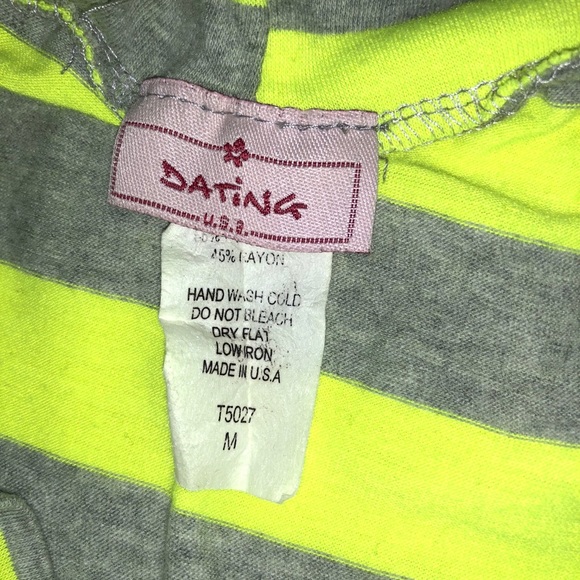 DATiNG
U.S.a.
45% RAYON
HAND WASH COLD
DO NOT BLEACH
DRY FLAT
LOW IRON
MADE IN U.S.A
T5027
M